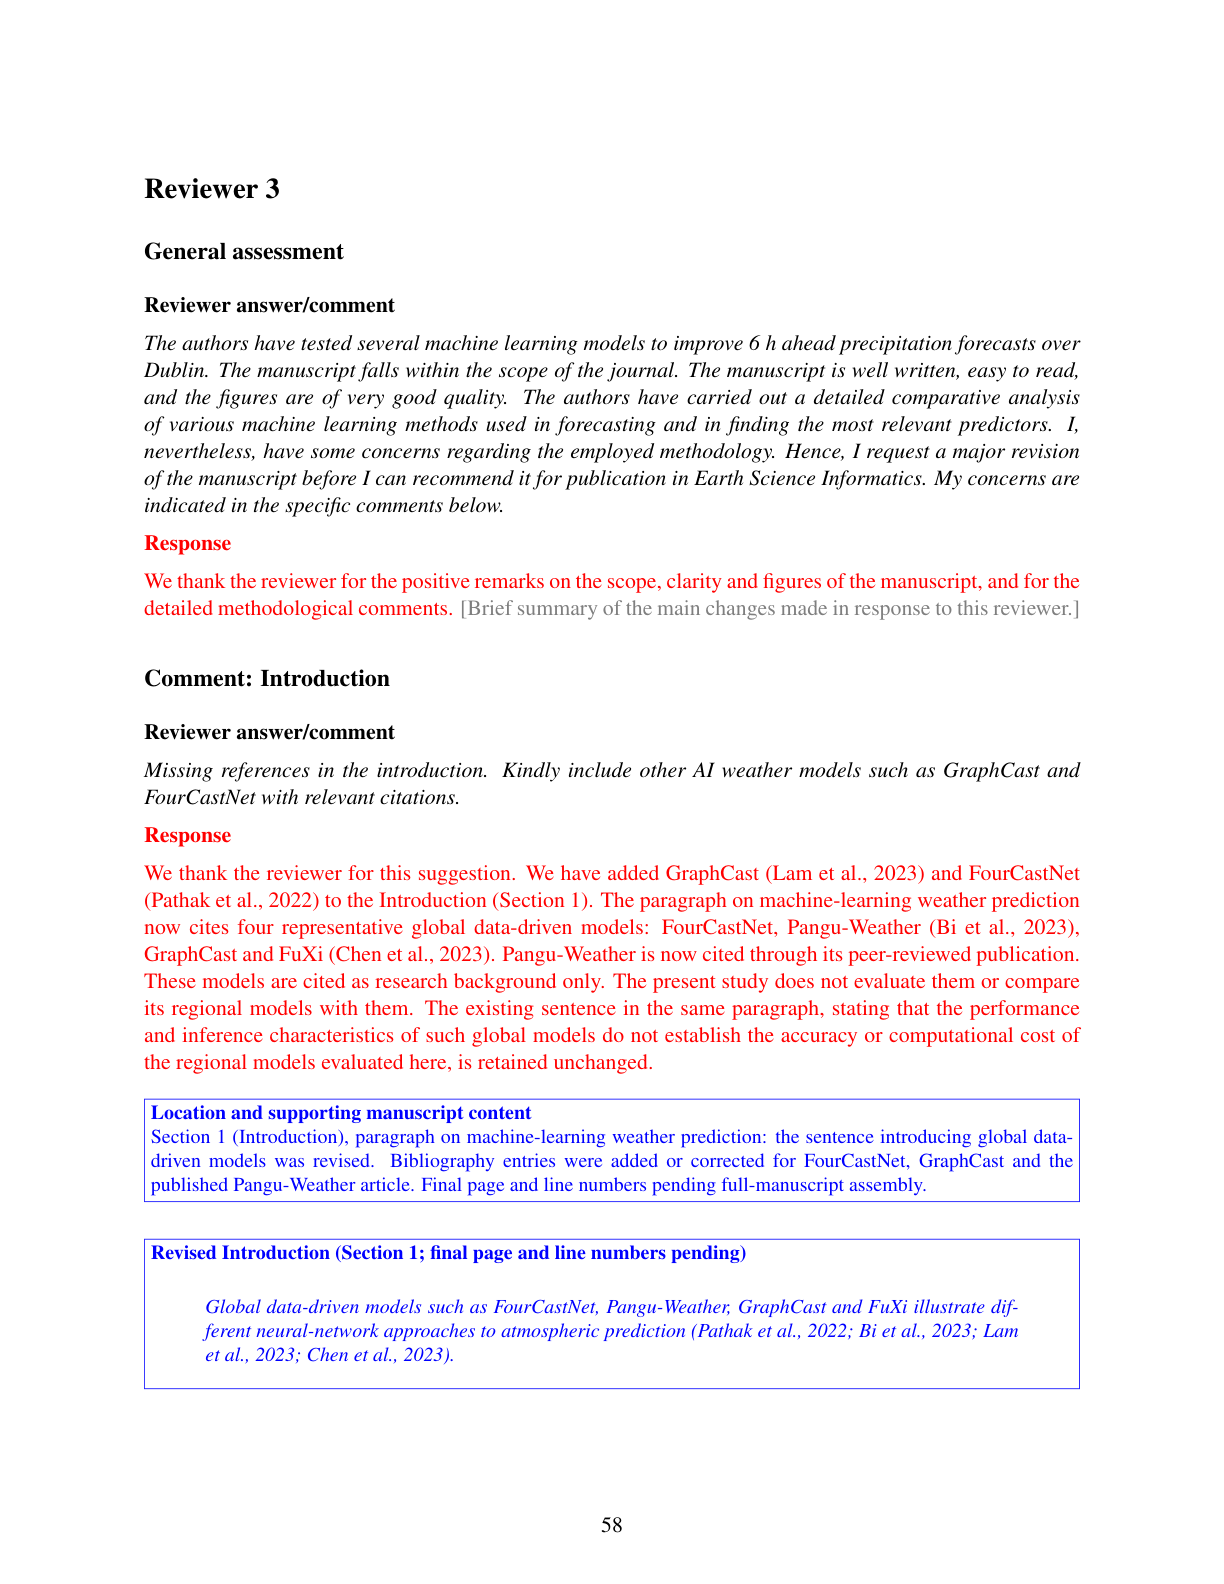 Reviewer 3
General assessment
Reviewer answer/comment
The authors have tested several machine learning models to improve 6 h ahead precipitation forecasts over
Dublin. The manuscript falls within the scope of the journal. The manuscript is well written, easy to read,
and the figures are of very good quality. The authors have carried out a detailed comparative analysis
of various machine learning methods used in forecasting and in finding the most relevant predictors. I,
nevertheless, have some concerns regarding the employed methodology. Hence, I request a major revision
of the manuscript before I can recommend it for publication in Earth Science Informatics. My concerns are
indicated in the specific comments below.
Response
We thank the reviewer for the positive remarks on the scope, clarity and figures of the manuscript, and for the
detailed methodological comments. [Brief summary of the main changes made in response to this reviewer.]
Comment: Introduction
Reviewer answer/comment
Missing references in the introduction. Kindly include other AI weather models such as GraphCast and
FourCastNet with relevant citations.
Response
We thank the reviewer for this suggestion. We have added GraphCast (Lam et al., 2023) and FourCastNet
(Pathak et al., 2022) to the Introduction (Section 1). The paragraph on machine-learning weather prediction
now cites four representative global data-driven models: FourCastNet, Pangu-Weather (Bi et al., 2023),
GraphCast and FuXi (Chen et al., 2023). Pangu-Weather is now cited through its peer-reviewed publication.
These models are cited as research background only. The present study does not evaluate them or compare
its regional models with them. The existing sentence in the same paragraph, stating that the performance
and inference characteristics of such global models do not establish the accuracy or computational cost of
the regional models evaluated here, is retained unchanged.
Location and supporting manuscript content
Section 1 (Introduction), paragraph on machine-learning weather prediction: the sentence introducing global data-
driven models was revised. Bibliography entries were added or corrected for FourCastNet, GraphCast and the
published Pangu-Weather article. Final page and line numbers pending full-manuscript assembly.
Revised Introduction (Section 1; final page and line numbers pending)
Global data-driven models such as FourCastNet, Pangu-Weather, GraphCast and FuXi illustrate dif-
ferent neural-network approaches to atmospheric prediction (Pathak et al., 2022; Bi et al., 2023; Lam
et al., 2023; Chen et al., 2023).
58